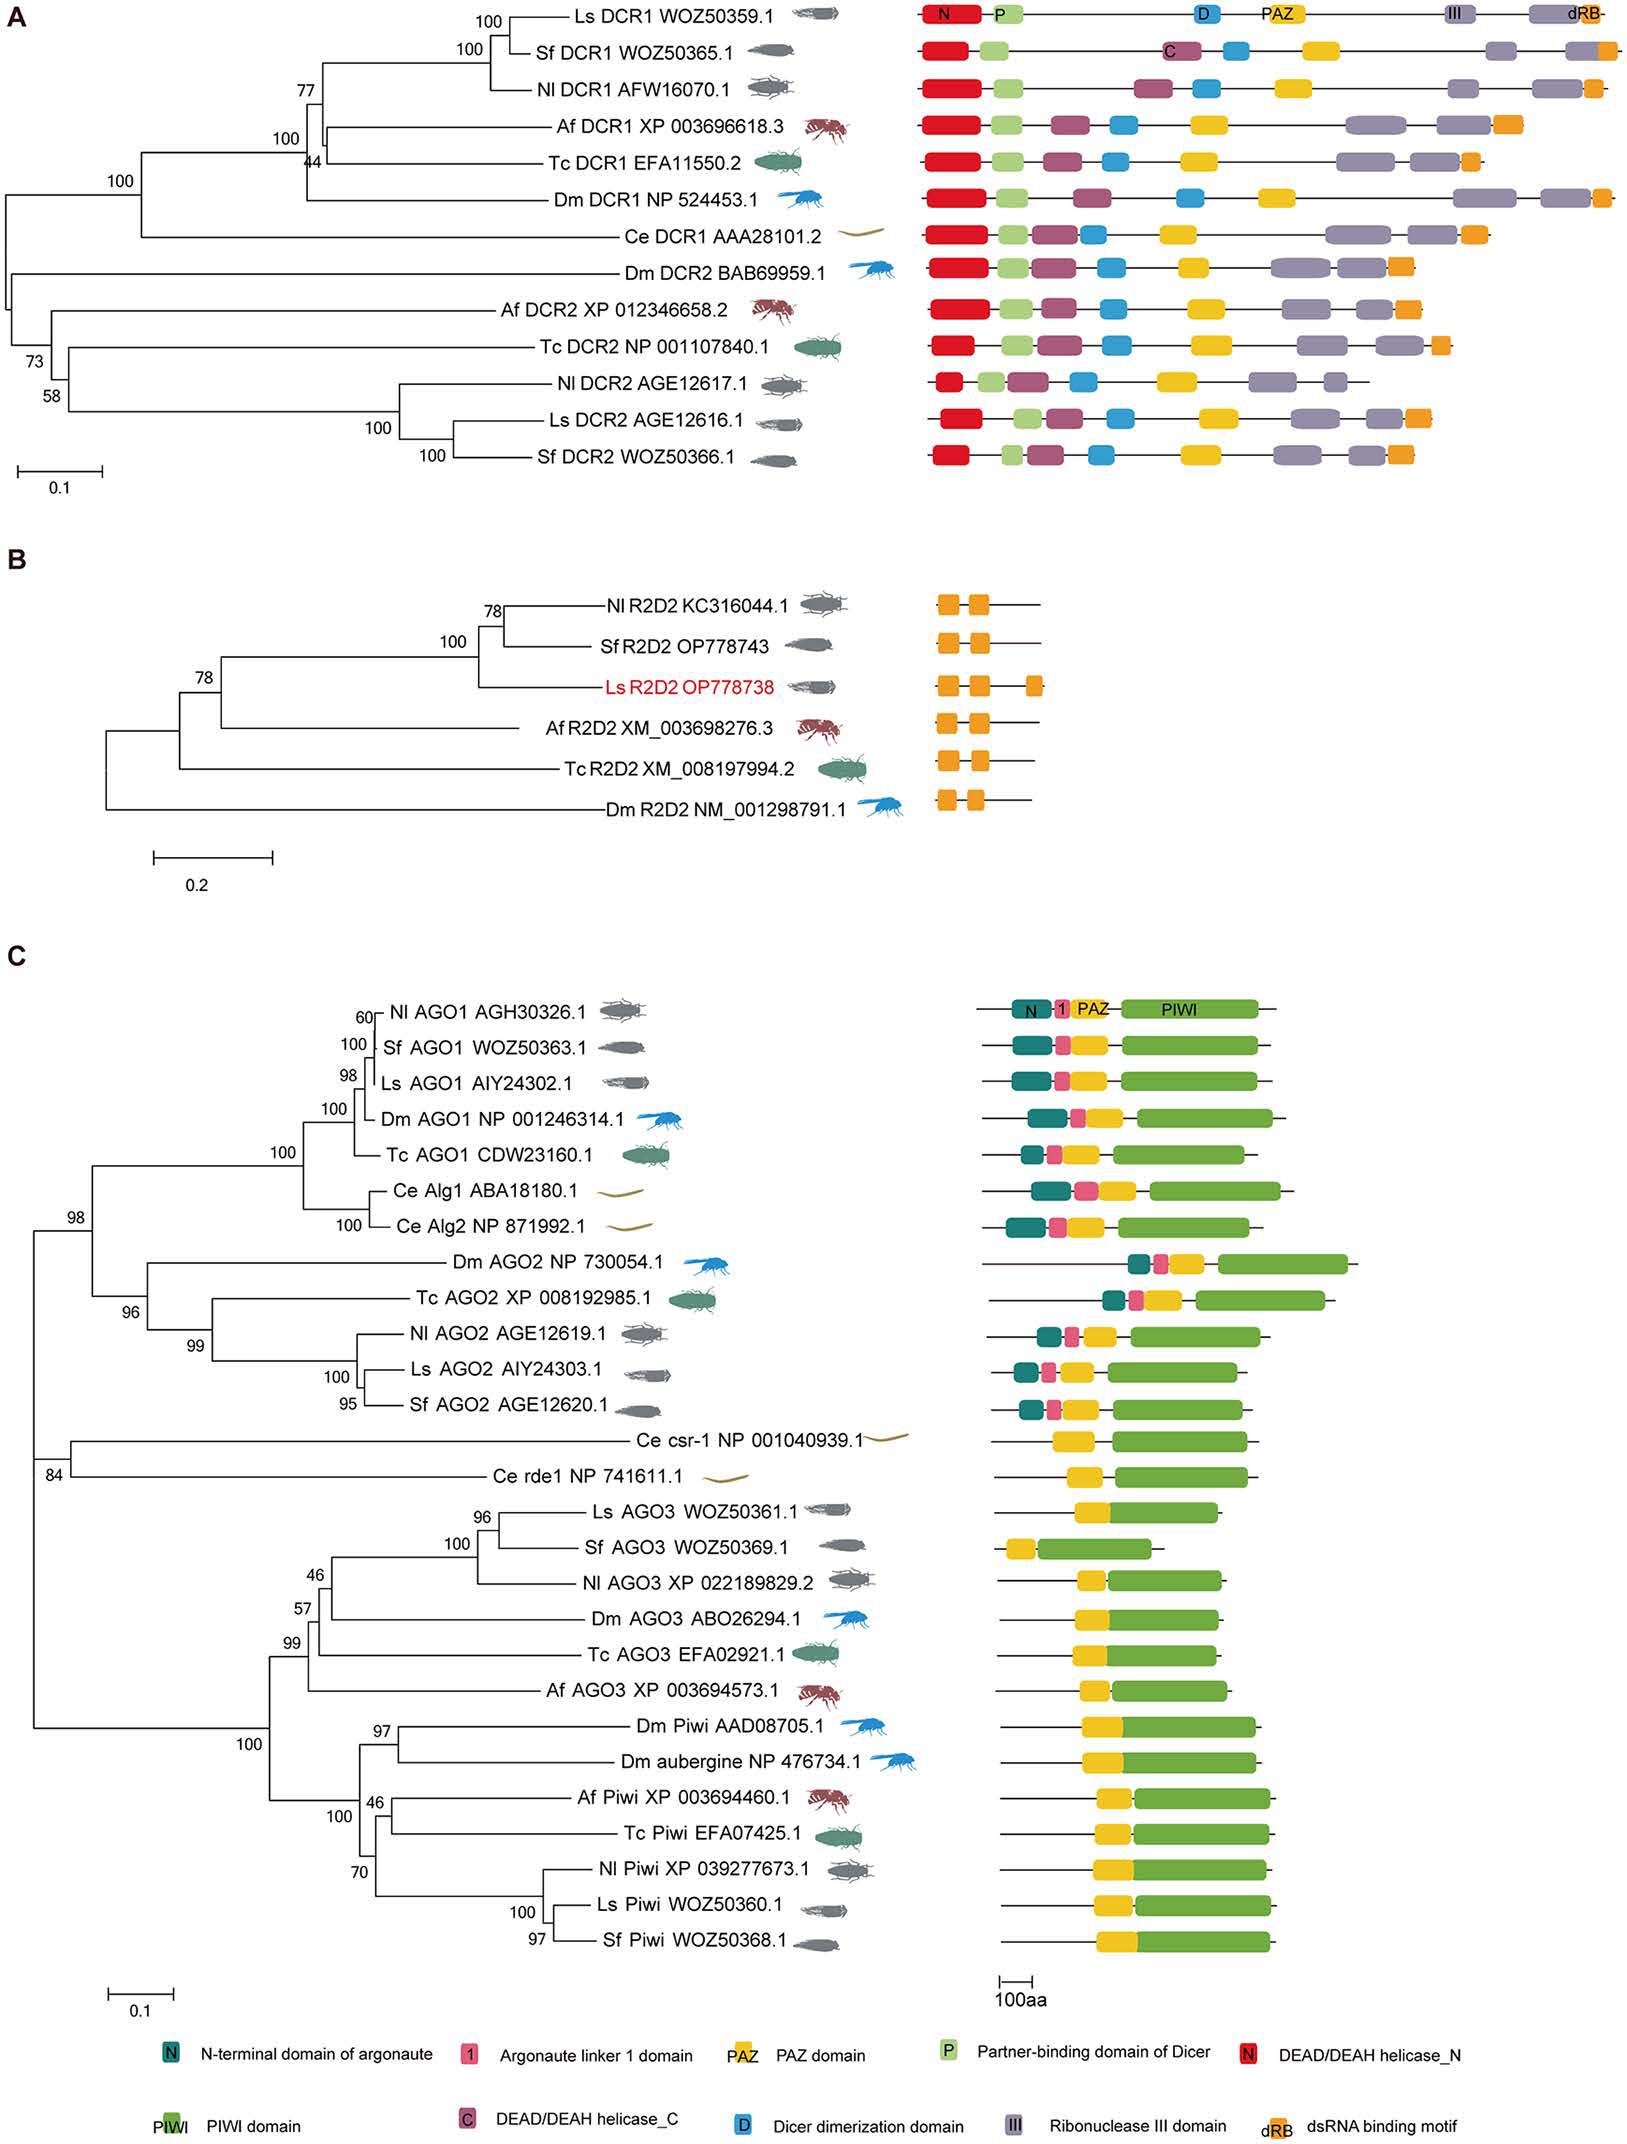 A
Ls DCR1 WOZ50359.1
N P D PAZ III dRB
100
Sf DCR1 WOZ50365.1
C
100
Nl DCR1 AFW16070.1
77
Af DCR1 XP 003696618.3
100
44
Tc DCR1 EFA11550.2
100
Dm DCR1 NP 524453.1
Ce DCR1 AAA28101.2
Dm DCR2 BAB69959.1
Af DCR2 XP 012346658.2
Tc DCR2 NP 001107840.1
73
Nl DCR2 AGE12617.1
58
Ls DCR2 AGE12616.1
100
Sf DCR2 WOZ50366.1
100
0.1
B
Nl R2D2 KC316044.1
78
100
Sf R2D2 OP778743
78
Ls R2D2 OP778738
Af R2D2 XM_003698276.3
Tc R2D2 XM_008197994.2
Dm R2D2 NM_001298791.1
0.2
C
Nl AGO1 AGH30326.1
N 1 PAZ PIWI
60
100
Sf AGO1 WOZ50363.1
98
Ls AGO1 AIY24302.1
100
Dm AGO1 NP 001246314.1
100
Tc AGO1 CDW23160.1
Ce Alg1 ABA18180.1
98
100
Ce Alg2 NP 871992.1
Dm AGO2 NP 730054.1
96
Tc AGO2 XP 008192985.1
99
Nl AGO2 AGE12619.1
100
Ls AGO2 AIY24303.1
95
Sf AGO2 AGE12620.1
Ce csr-1 NP 001040939.1
84
Ce rde1 NP 741611.1
96
Ls AGO3 WOZ50361.1
100
Sf AGO3 WOZ50369.1
46
Nl AGO3 XP 022189829.2
57
Dm AGO3 ABO26294.1
99
Tc AGO3 EFA02921.1
Af AGO3 XP 003694573.1
100
97
Dm Piwi AAD08705.1
Dm aubergine NP 476734.1
100
46
Af Piwi XP 003694460.1
Tc Piwi EFA07425.1
70
Nl Piwi XP 039277673.1
100
Ls Piwi WOZ50360.1
97
Sf Piwi WOZ50368.1
0.1
100aa
N N-terminal domain of argonaute
1 Argonaute linker 1 domain
PAZ PAZ domain
P Partner-binding domain of Dicer
N DEAD/DEAH helicase_N
PIWI PIWI domain
C DEAD/DEAH helicase_C
D Dicer dimerization domain
III Ribonuclease III domain
dRB dsRNA binding motif